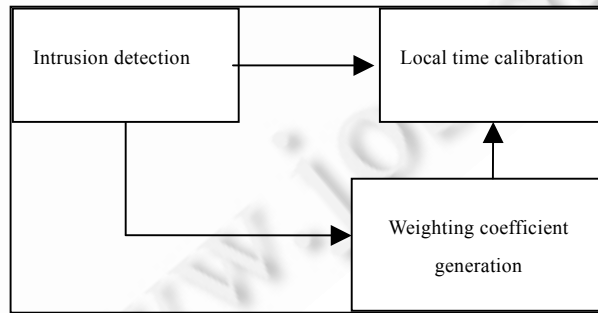 Intrusion detection
Local time calibration
Weighting coefficient
generation